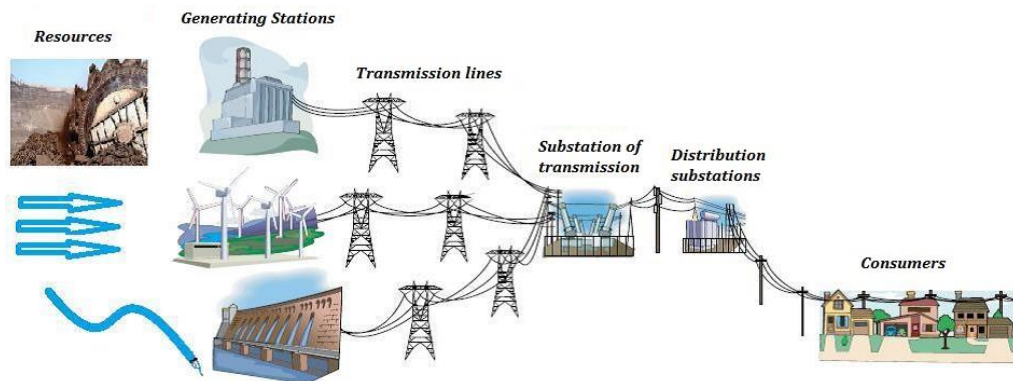 Generating Stations
Resources
Transmission lines
Substation of
transmission
Distribution
substations
Consumers